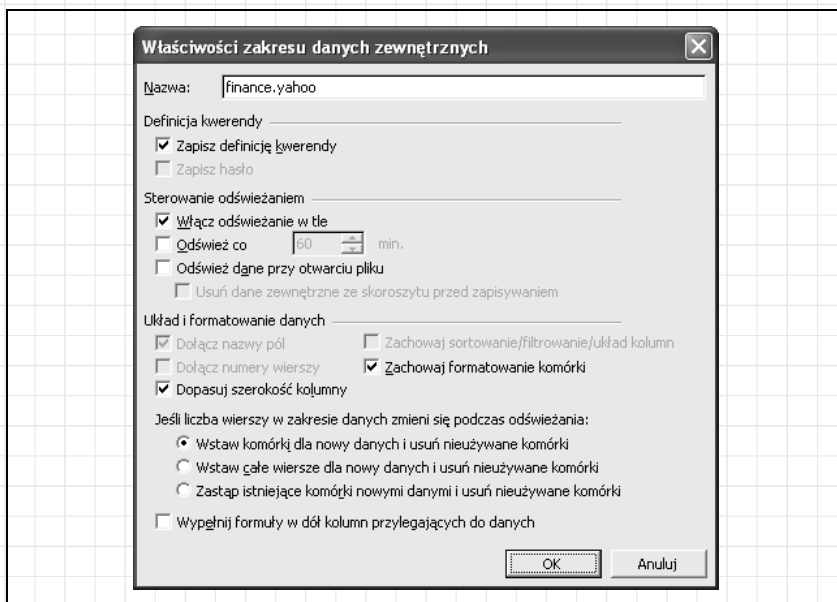 Właściwości zakresu danych zewnętrznych
Nazwa: finance.yahoo
Definicja kwerendy
Zapisz definicję kwerendy
Zapisz hasło
Sterowanie odświeżaniem
Włącz odświeżanie w tle
Odśwież co 60 min.
Odśwież dane przy otwarciu pliku
Usuń dane zewnętrzne ze skoroszytu przed zapisywaniem
Układ i formatowanie danych
Dołącz nazwy pól Zachowaj sortowanie/filtrowanie/układ kolumn
Dołącz numery wierszy Zachowaj formatowanie komórki
Dopasuj szerokość kolumny
Jeśli liczba wierszy w zakresie danych zmieni się podczas odświeżania:
Wstaw komórki dla nowy danych i usuń nieużywane komórki
Wstaw całe wiersze dla nowy danych i usuń nieużywane komórki
Zastąp istniejące komórki nowymi danymi i usuń nieużywane komórki
Wypełnij formuły w dół kolumn przylegających do danych
OK Anuluj